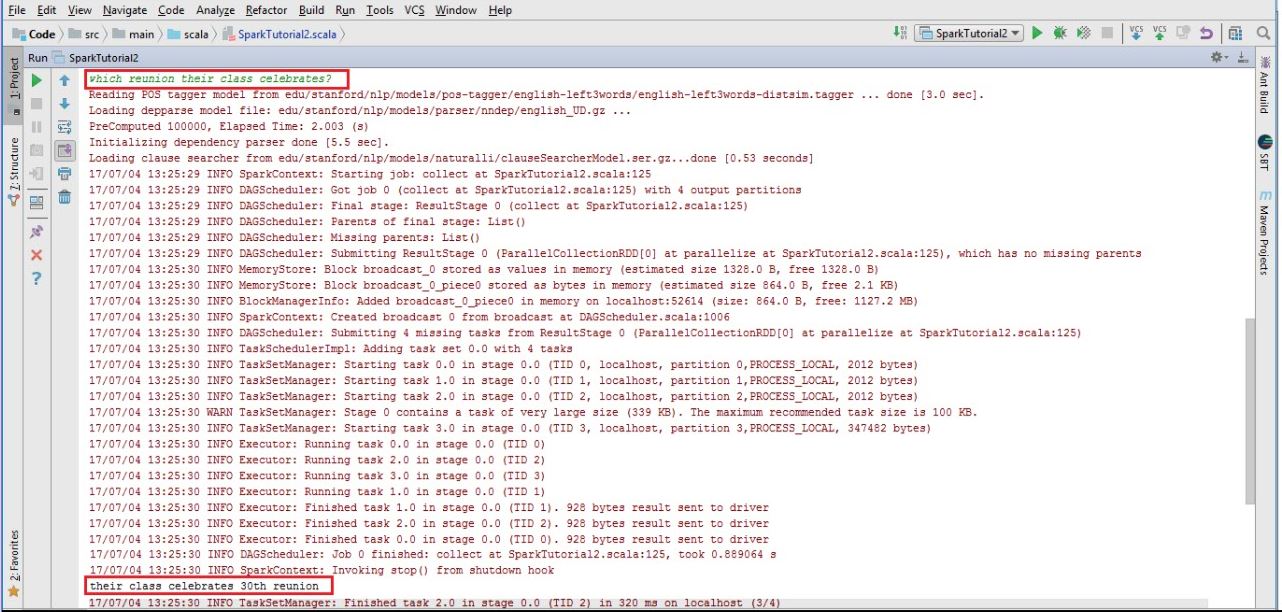 File Edit View Navigate Code Analyze Refactor Build Run Tools VCS Window Help
Code src main scala SparkTutorial2.scala SparkTutorial2 VCS VCS
Run SparkTutorial2
which reunion their class celebrates?
Reading POS tagger model from edu/stanford/nlp/models/pos-tagger/english-left3words/english-left3words-distsim.tagger ... done [3.0 sec].
Loading depparse model file: edu/stanford/nlp/models/parser/nndep/english_UD.gz ...
PreComputed 100000, Elapsed Time: 2.003 (s)
Initializing dependency parser done [5.5 sec].
Loading clause searcher from edu/stanford/nlp/models/naturalli/clauseSearcherModel.ser.gz...done [0.53 seconds]
17/07/04 13:25:29 INFO SparkContext: Starting job: collect at SparkTutorial2.scala:125
17/07/04 13:25:29 INFO DAGScheduler: Got job 0 (collect at SparkTutorial2.scala:125) with 4 output partitions
17/07/04 13:25:29 INFO DAGScheduler: Final stage: ResultStage 0 (collect at SparkTutorial2.scala:125)
17/07/04 13:25:29 INFO DAGScheduler: Parents of final stage: List()
17/07/04 13:25:29 INFO DAGScheduler: Missing parents: List()
17/07/04 13:25:29 INFO DAGScheduler: Submitting ResultStage 0 (ParallelCollectionRDD[0] at parallelize at SparkTutorial2.scala:125), which has no missing parents
17/07/04 13:25:30 INFO MemoryStore: Block broadcast_0 stored as values in memory (estimated size 1328.0 B, free 1328.0 B)
17/07/04 13:25:30 INFO MemoryStore: Block broadcast_0_piece0 stored as bytes in memory (estimated size 864.0 B, free 2.1 KB)
17/07/04 13:25:30 INFO BlockManagerInfo: Added broadcast_0_piece0 in memory on localhost:52614 (size: 864.0 B, free: 1127.2 MB)
17/07/04 13:25:30 INFO SparkContext: Created broadcast 0 from broadcast at DAGScheduler.scala:1006
17/07/04 13:25:30 INFO DAGScheduler: Submitting 4 missing tasks from ResultStage 0 (ParallelCollectionRDD[0] at parallelize at SparkTutorial2.scala:125)
17/07/04 13:25:30 INFO TaskSchedulerImpl: Adding task set 0.0 with 4 tasks
17/07/04 13:25:30 INFO TaskSetManager: Starting task 0.0 in stage 0.0 (TID 0, localhost, partition 0,PROCESS_LOCAL, 2012 bytes)
17/07/04 13:25:30 INFO TaskSetManager: Starting task 1.0 in stage 0.0 (TID 1, localhost, partition 1,PROCESS_LOCAL, 2012 bytes)
17/07/04 13:25:30 INFO TaskSetManager: Starting task 2.0 in stage 0.0 (TID 2, localhost, partition 2,PROCESS_LOCAL, 2012 bytes)
17/07/04 13:25:30 WARN TaskSetManager: Stage 0 contains a task of very large size (339 KB). The maximum recommended task size is 100 KB.
17/07/04 13:25:30 INFO TaskSetManager: Starting task 3.0 in stage 0.0 (TID 3, localhost, partition 3,PROCESS_LOCAL, 347482 bytes)
17/07/04 13:25:30 INFO Executor: Running task 0.0 in stage 0.0 (TID 0)
17/07/04 13:25:30 INFO Executor: Running task 2.0 in stage 0.0 (TID 2)
17/07/04 13:25:30 INFO Executor: Running task 3.0 in stage 0.0 (TID 3)
17/07/04 13:25:30 INFO Executor: Running task 1.0 in stage 0.0 (TID 1)
17/07/04 13:25:30 INFO Executor: Finished task 1.0 in stage 0.0 (TID 1). 928 bytes result sent to driver
17/07/04 13:25:30 INFO Executor: Finished task 2.0 in stage 0.0 (TID 2). 928 bytes result sent to driver
17/07/04 13:25:30 INFO Executor: Finished task 0.0 in stage 0.0 (TID 0). 928 bytes result sent to driver
17/07/04 13:25:30 INFO DAGScheduler: Job 0 finished: collect at SparkTutorial2.scala:125, took 0.889064 s
17/07/04 13:25:30 INFO SparkContext: Invoking stop() from shutdown hook
their class celebrates 30th reunion
17/07/04 13:25:30 INFO TaskSetManager: Finished task 2.0 in stage 0.0 (TID 2) in 320 ms on localhost (3/4)
1: Project
7: Structure
2: Favorites
Ant Build
SBT
m Maven Projects